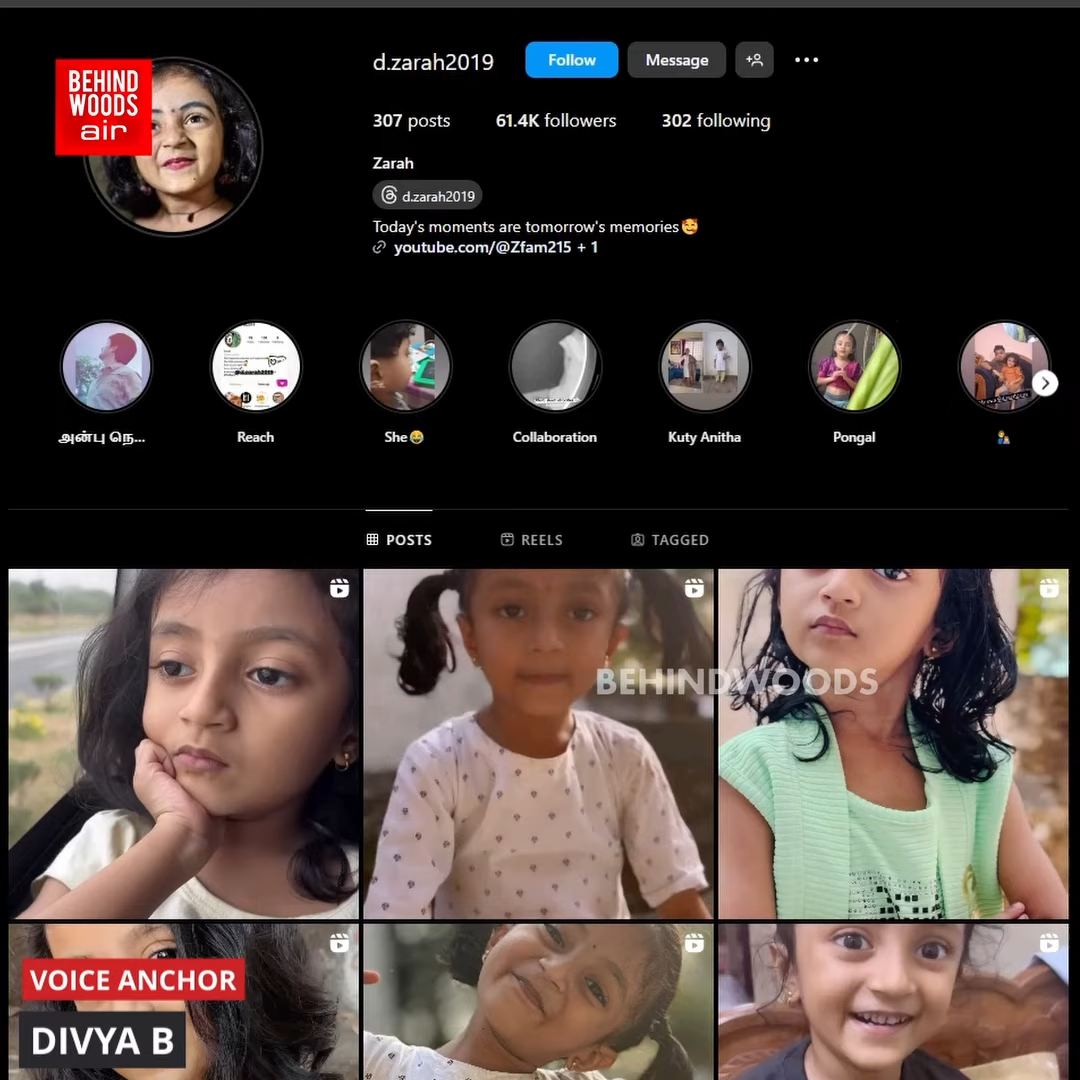 BEHIND
WOODS
air
d.zarah2019
Follow
Message
307 posts
61.4K followers
302 following
Zarah
d.zarah2019
Today's moments are tomorrow's memories🥰
youtube.com/@Zfam215 + 1
அன்பு நெ...
Reach
She😂
Collaboration
Kuty Anitha
Pongal
POSTS
REELS
TAGGED
BEHINDWOODS
VOICE ANCHOR
DIVYA B